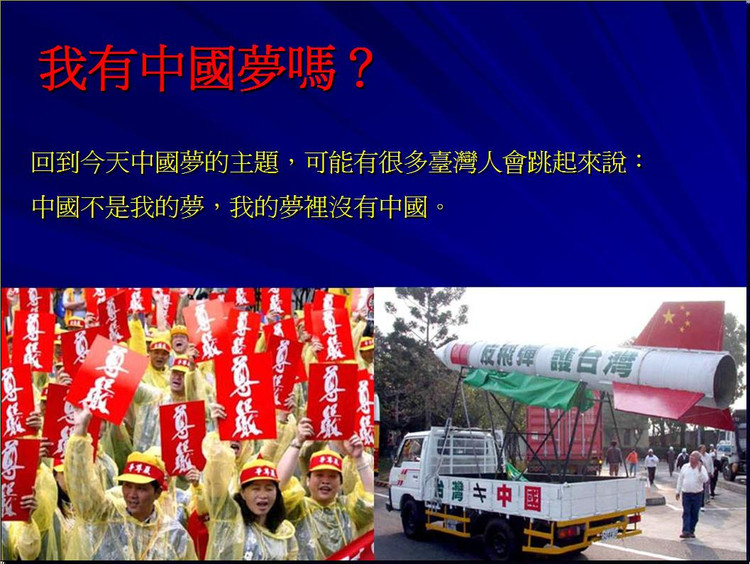 我有中國夢嗎？
回到今天中國夢的主題，可能有很多臺灣人會跳起來說：
中國不是我的夢，我的夢裡沒有中國。
尊嚴
尊嚴
尊嚴
尊嚴
尊嚴
尊嚴
尊嚴
反飛彈 護台灣
台灣 キ 中國